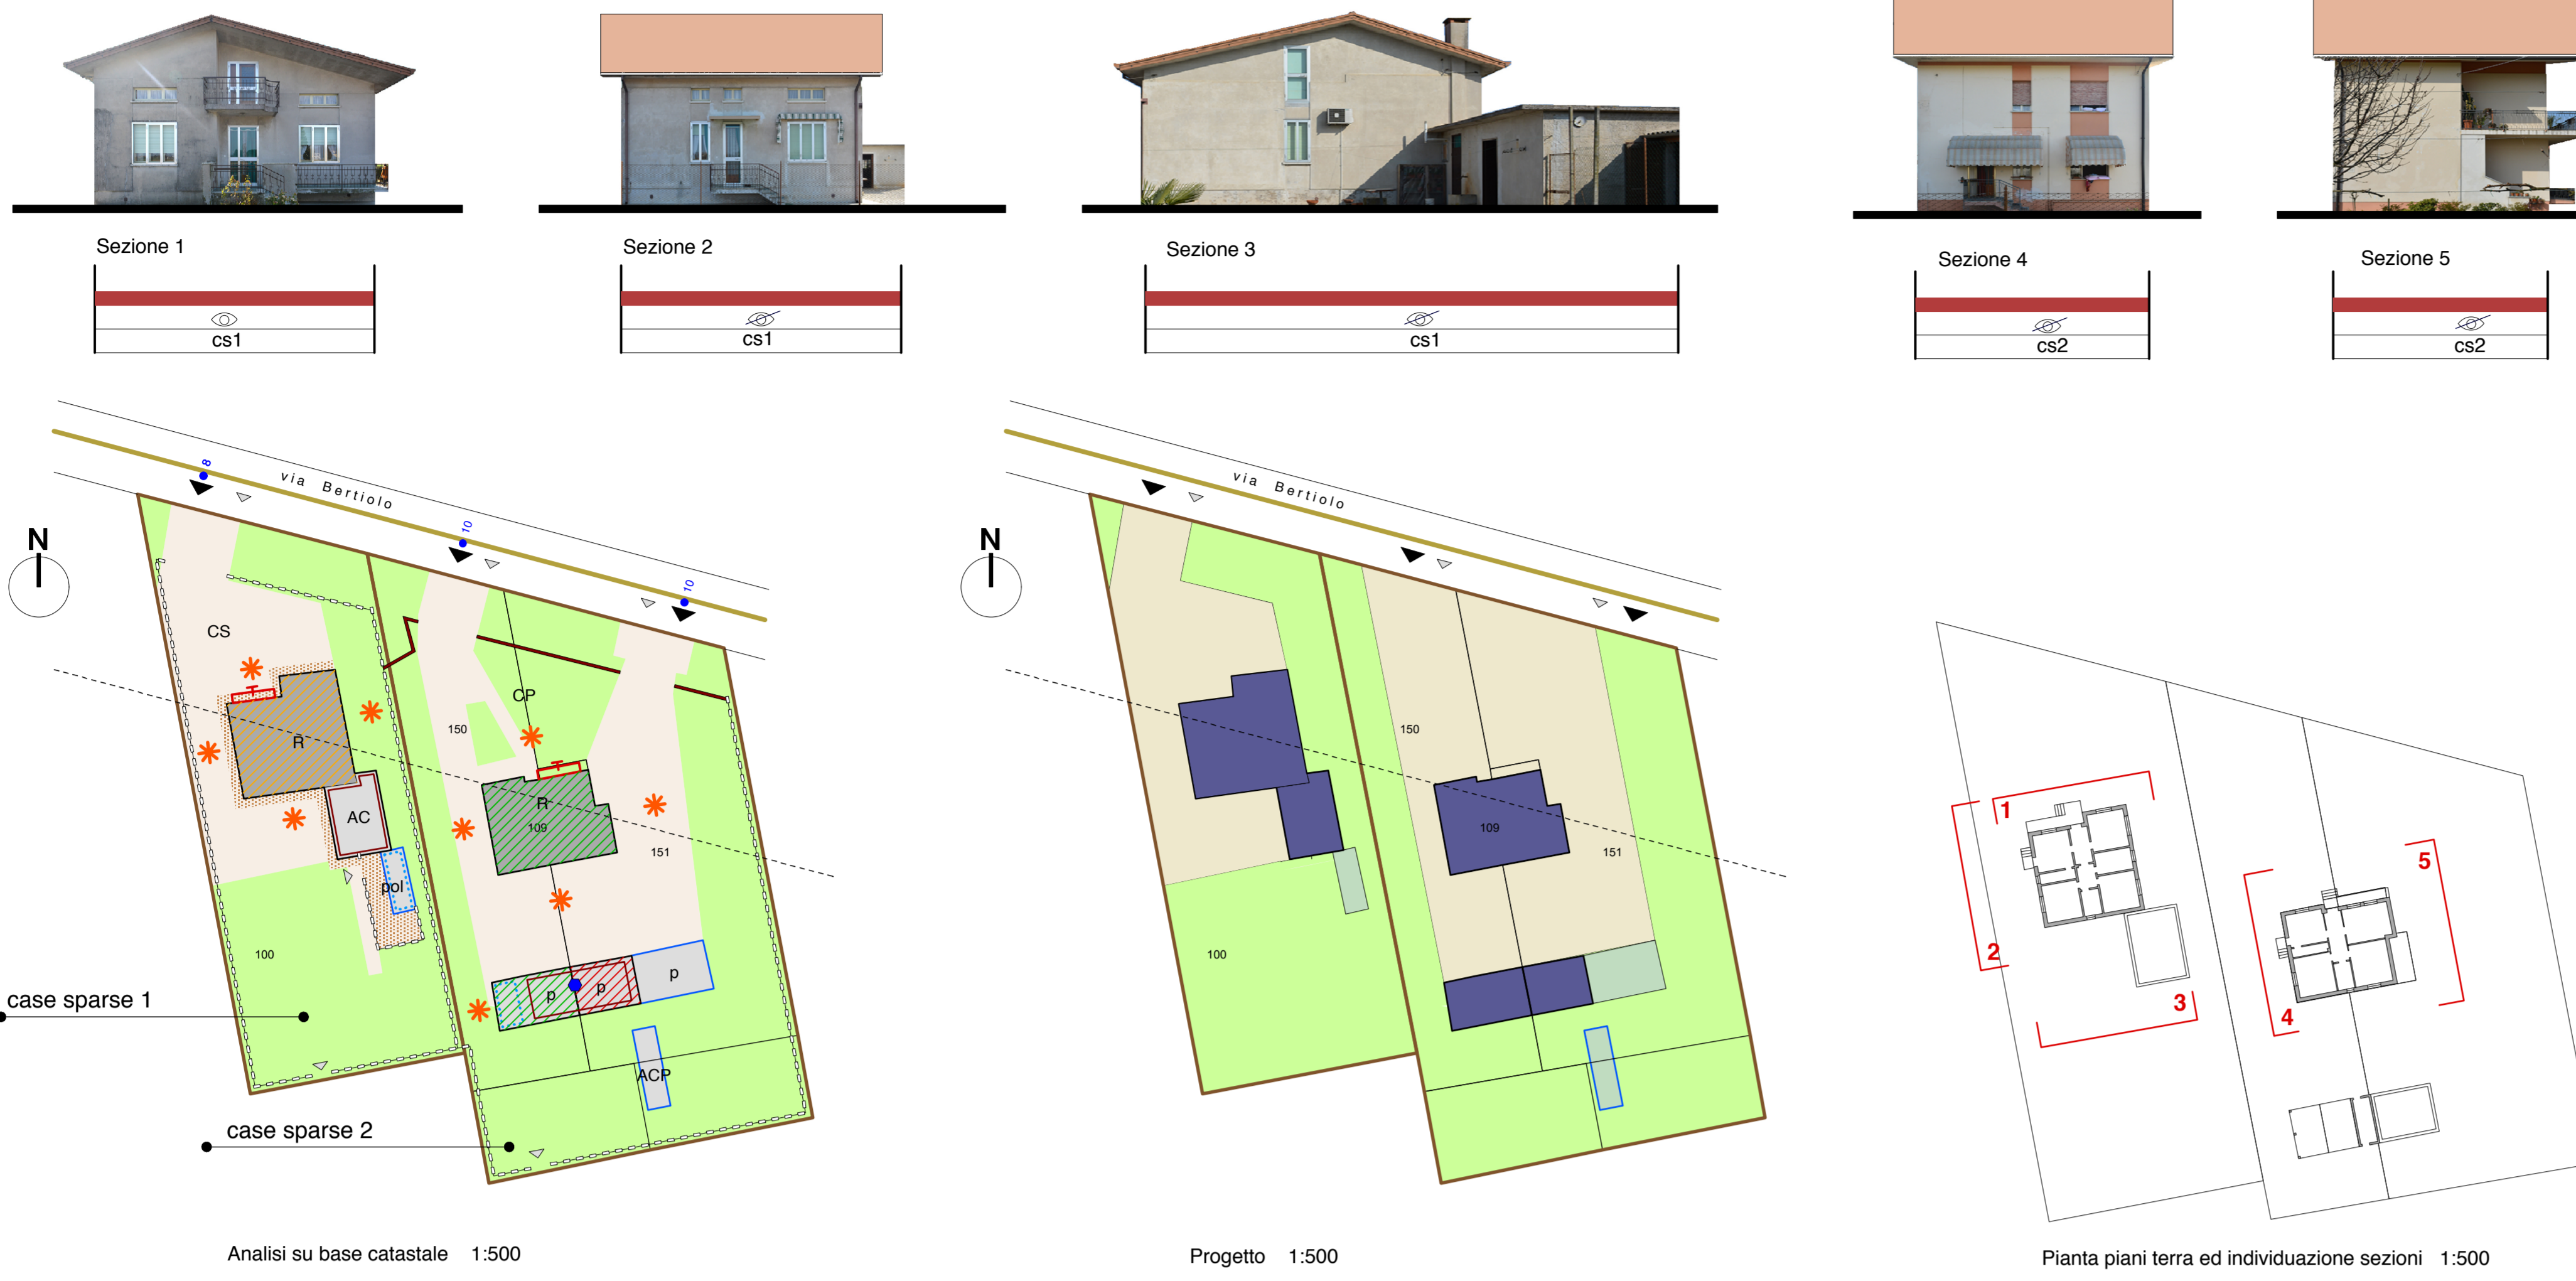 Sezione 1
Sezione 2
Sezione 3
Sezione 4
Sezione 5
cs1
cs1
cs1
cs2
cs2
via Bertiolo
8
10
10
N
CS
R
AC
pol
100
CP
150
R
109
151
p
p
p
ACP
case sparse 1
case sparse 2
Analisi su base catastale 1:500
via Bertiolo
N
150
109
151
100
Progetto 1:500
1
2
3
4
5
Pianta piani terra ed individuazione sezioni 1:500